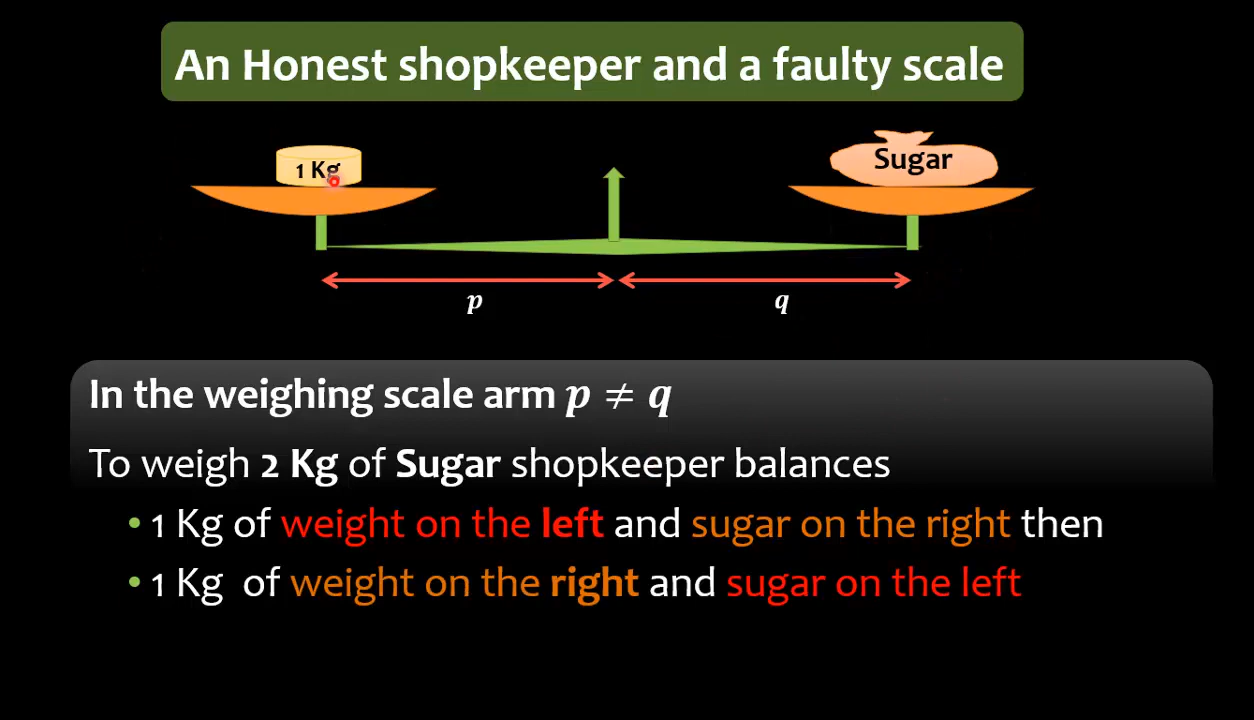 An Honest shopkeeper and a faulty scale
1 Kg
Sugar
p
q
In the weighing scale arm p ≠ q
To weigh 2 Kg of Sugar shopkeeper balances
• 1 Kg of weight on the left and sugar on the right then
• 1 Kg of weight on the right and sugar on the left